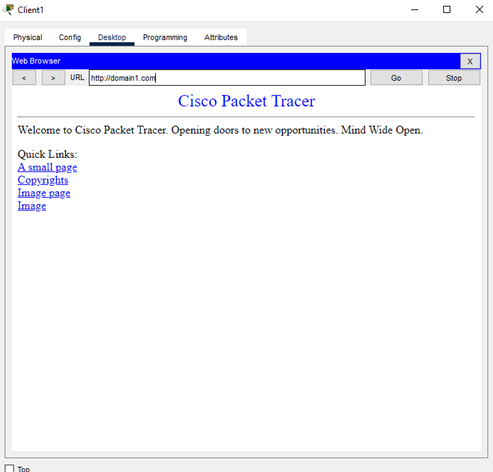 Client1
Physical Config Desktop Programming Attributes
Web Browser X
< > URL http://domain1.com Go Stop
Cisco Packet Tracer
Welcome to Cisco Packet Tracer. Opening doors to new opportunities. Mind Wide Open.
Quick Links:
A small page
Copyrights
Image page
Image
Top